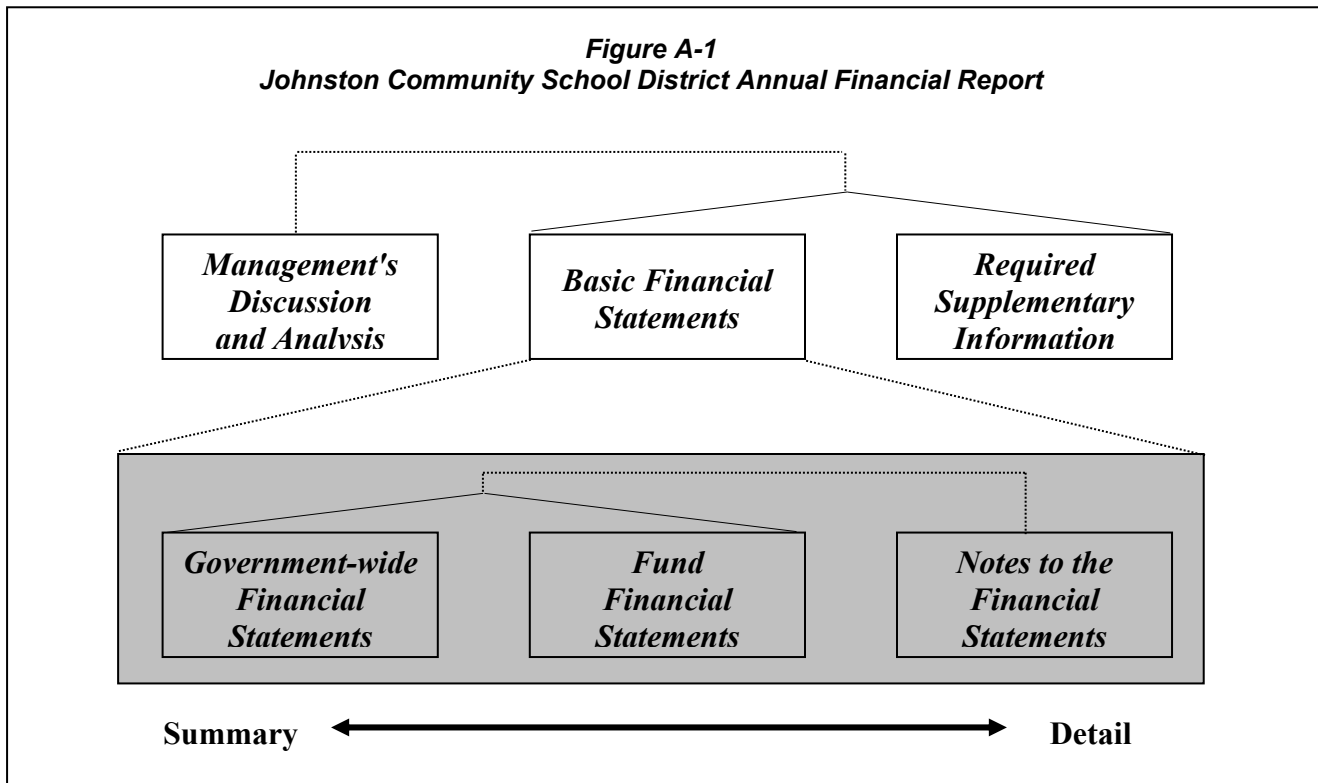 Figure A-1
Johnston Community School District Annual Financial Report
Management's
Discussion
and Analysis
Basic Financial
Statements
Required
Supplementary
Information
Government-wide
Financial
Statements
Fund
Financial
Statements
Notes to the
Financial
Statements
Summary
Detail